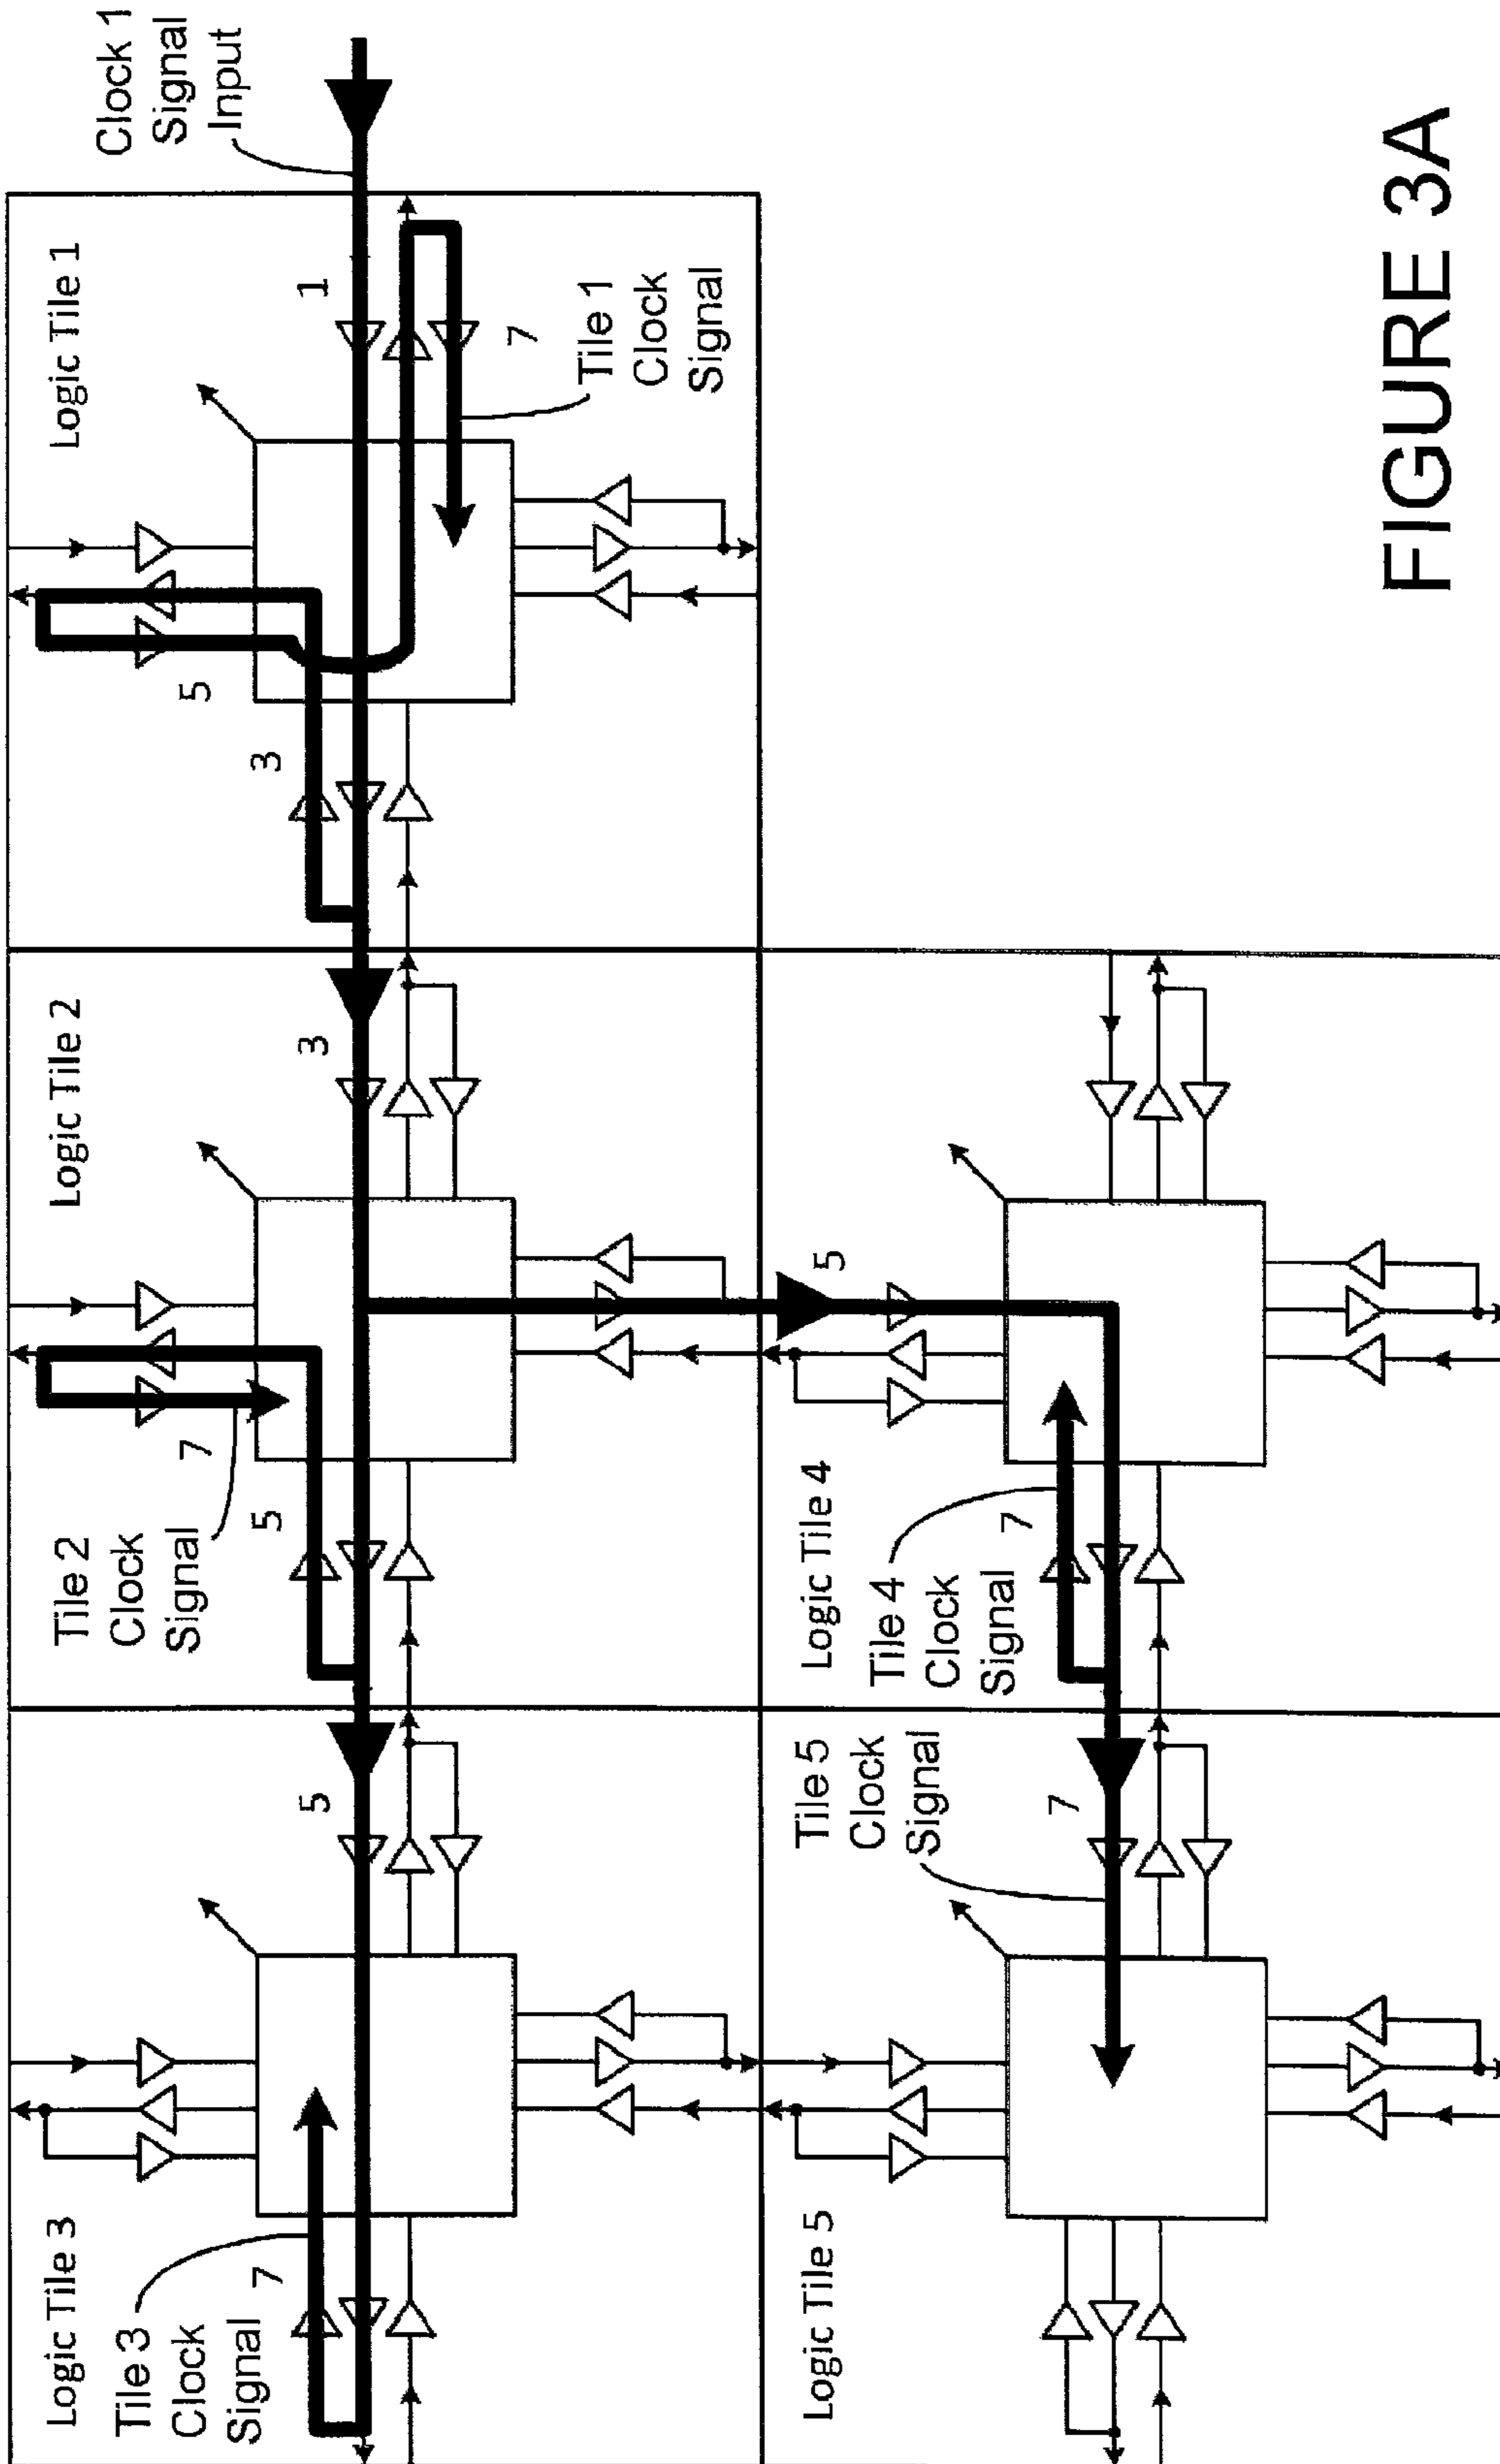 Logic Tile 3
Tile 3
Clock
Signal
7
5
Logic Tile 2
Tile 2
Clock
Signal
7
5
3
Logic Tile 1
5
3
1
7
Tile 1
Clock
Signal
Clock 1
Signal
Input
Logic Tile 5
Tile 5
Clock
Signal
7
Logic Tile 4
Tile 4
Clock
Signal
7
5
FIGURE 3A